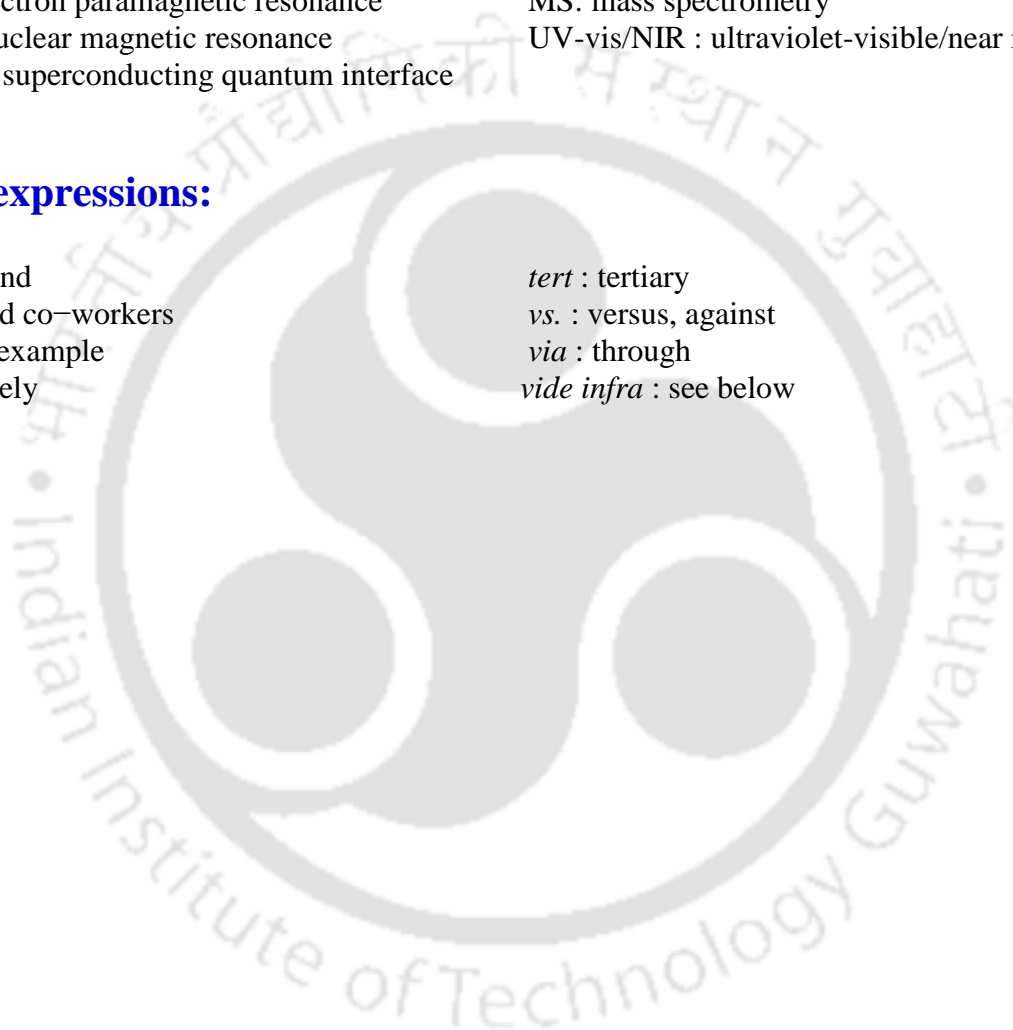 ctron paramagnetic resonance MS: mass spectrometry
uclear magnetic resonance UV-vis/NIR : ultraviolet-visible/near
superconducting quantum interface
expressions:
nd tert : tertiary
d co−workers vs. : versus, against
example via : through
ely vide infra : see below
Indian Institute of Technology Guwahati